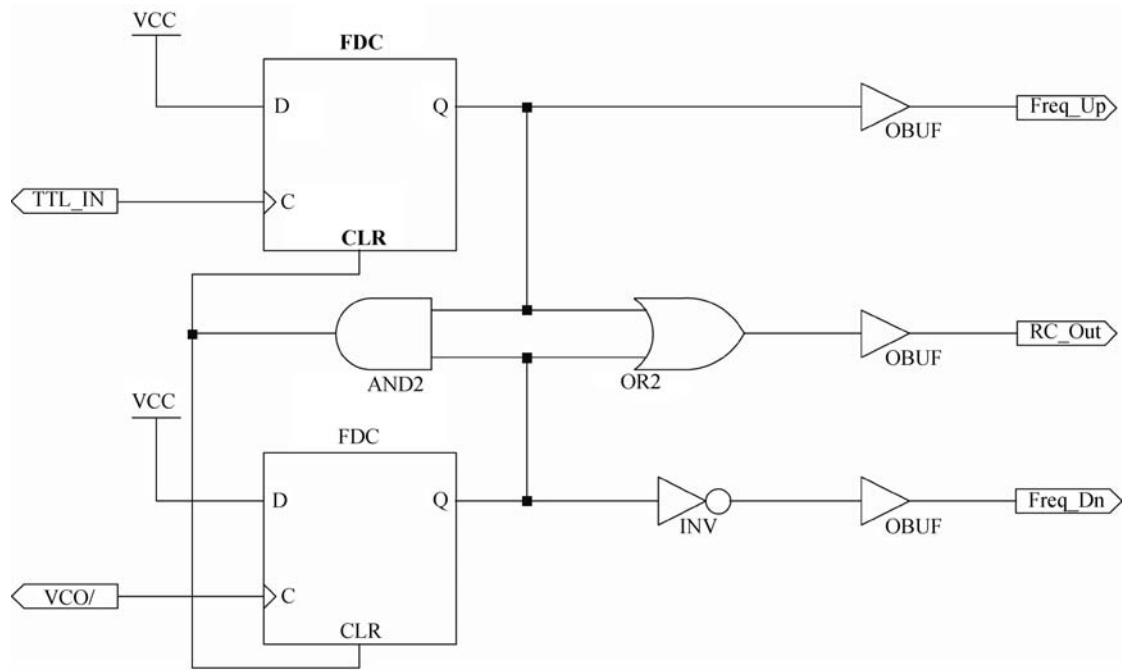 VCC
FDC
D
Q
Freq_Up
OBUF
TTL_IN
C
CLR
RC_Out
OBUF
AND2
OR2
VCC
FDC
D
Q
Freq_Dn
INV
OBUF
VCO/
C
CLR